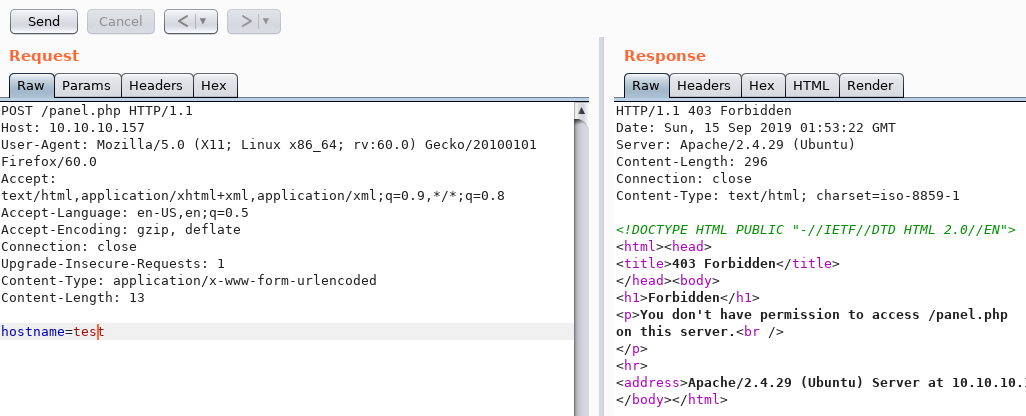 Send Cancel < ▼ > ▼
Request
Raw Params Headers Hex
POST /panel.php HTTP/1.1
Host: 10.10.10.157
User-Agent: Mozilla/5.0 (X11; Linux x86_64; rv:60.0) Gecko/20100101
Firefox/60.0
Accept:
text/html,application/xhtml+xml,application/xml;q=0.9,*/*;q=0.8
Accept-Language: en-US,en;q=0.5
Accept-Encoding: gzip, deflate
Connection: close
Upgrade-Insecure-Requests: 1
Content-Type: application/x-www-form-urlencoded
Content-Length: 13
hostname=test
Response
Raw Headers Hex HTML Render
HTTP/1.1 403 Forbidden
Date: Sun, 15 Sep 2019 01:53:22 GMT
Server: Apache/2.4.29 (Ubuntu)
Content-Length: 296
Connection: close
Content-Type: text/html; charset=iso-8859-1
<!DOCTYPE HTML PUBLIC "-//IETF//DTD HTML 2.0//EN">
<html><head>
<title>403 Forbidden</title>
</head><body>
<h1>Forbidden</h1>
<p>You don't have permission to access /panel.php
on this server.<br />
</p>
<hr>
<address>Apache/2.4.29 (Ubuntu) Server at 10.10.10.
</body></html>